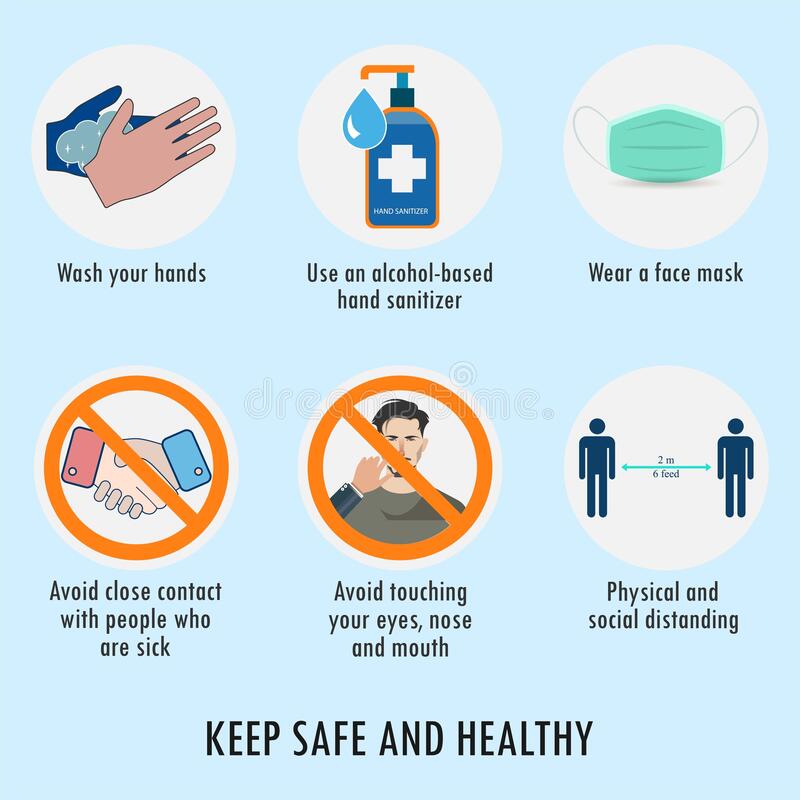 HAND SANITIZER
Wash your hands
Use an alcohol-based
hand sanitizer
Wear a face mask
dreamstime
2 m
6 feed
Avoid close contact
with people who
are sick
Avoid touching
your eyes, nose
and mouth
Physical and
social distanding
KEEP SAFE AND HEALTHY